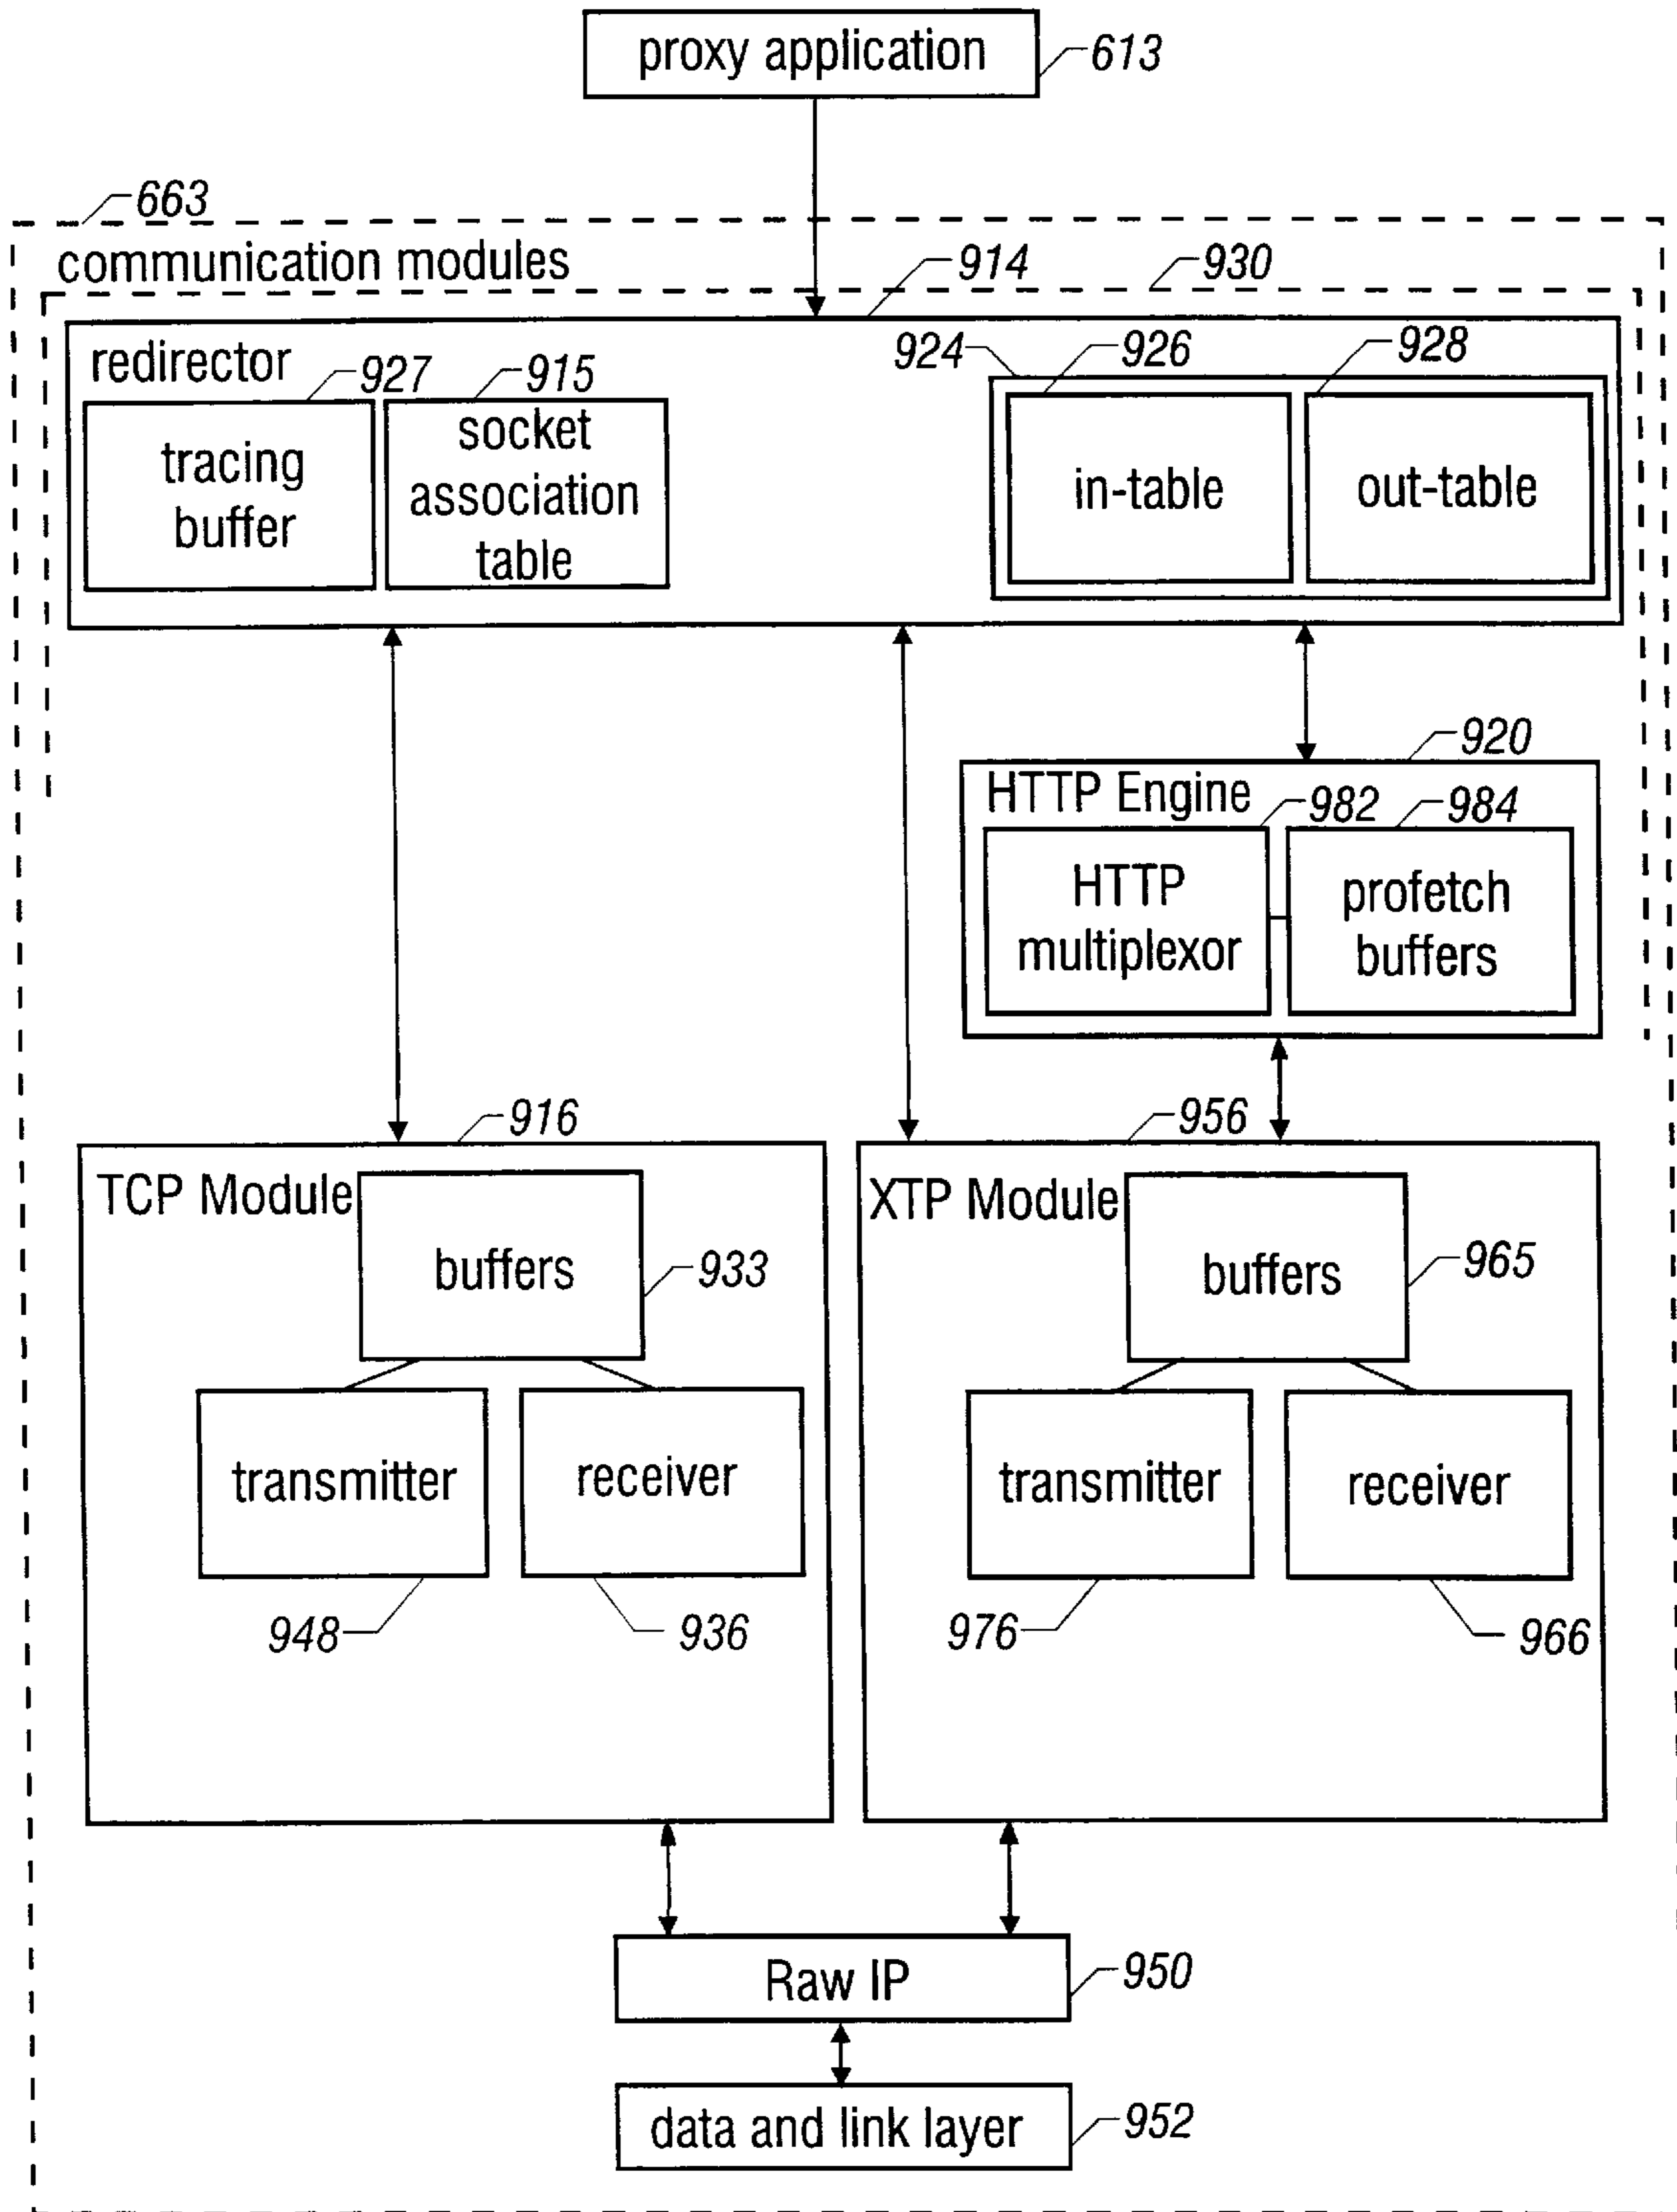 proxy application
613
663
communication modules
914
930
redirector
927
915
924
926
928
tracing
buffer
socket
association
table
in-table
out-table
920
HTTP Engine
982
984
HTTP
multiplexor
profetch
buffers
916
956
TCP Module
buffers
933
XTP Module
buffers
965
transmitter
receiver
transmitter
receiver
948
936
976
966
Raw IP
950
data and link layer
952